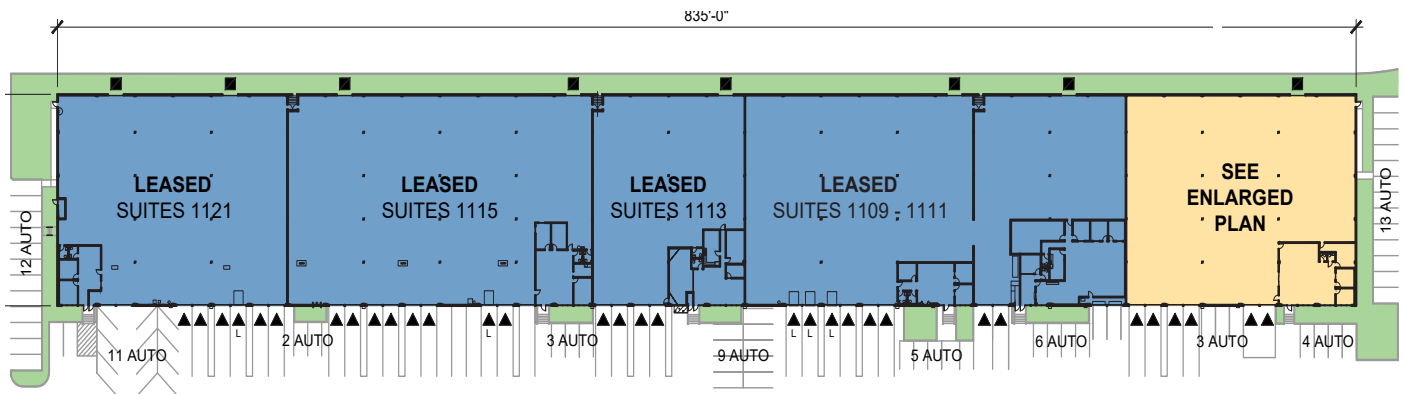 835'-0"
LEASED
SUITES 1121
LEASED
SUITES 1115
LEASED
SUITES 1113
LEASED
SUITES 1109 - 1111
SEE
ENLARGED
PLAN
12 AUTO
13 AUTO
L
L
L
L
11 AUTO
2 AUTO
3 AUTO
9 AUTO
5 AUTO
6 AUTO
3 AUTO
4 AUTO